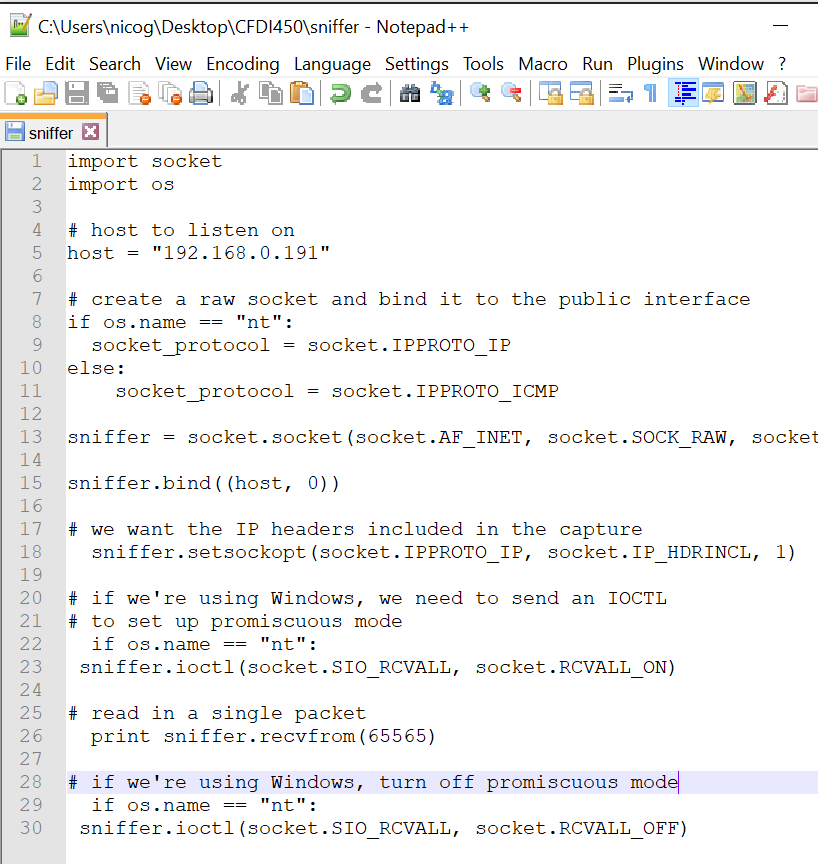 C:\Users\nicog\Desktop\CFDI450\sniffer - Notepad++
File Edit Search View Encoding Language Settings Tools Macro Run Plugins Window ?
sniffer
1 import socket
2 import os
3
4 # host to listen on
5 host = "192.168.0.191"
6
7 # create a raw socket and bind it to the public interface
8 if os.name == "nt":
9   socket_protocol = socket.IPPROTO_IP
10 else:
11     socket_protocol = socket.IPPROTO_ICMP
12
13 sniffer = socket.socket(socket.AF_INET, socket.SOCK_RAW, socket
14
15 sniffer.bind((host, 0))
16
17 # we want the IP headers included in the capture
18   sniffer.setsockopt(socket.IPPROTO_IP, socket.IP_HDRINCL, 1)
19
20 # if we're using Windows, we need to send an IOCTL
21 # to set up promiscuous mode
22   if os.name == "nt":
23  sniffer.ioctl(socket.SIO_RCVALL, socket.RCVALL_ON)
24
25 # read in a single packet
26   print sniffer.recvfrom(65565)
27
28 # if we're using Windows, turn off promiscuous mode
29   if os.name == "nt":
30  sniffer.ioctl(socket.SIO_RCVALL, socket.RCVALL_OFF)